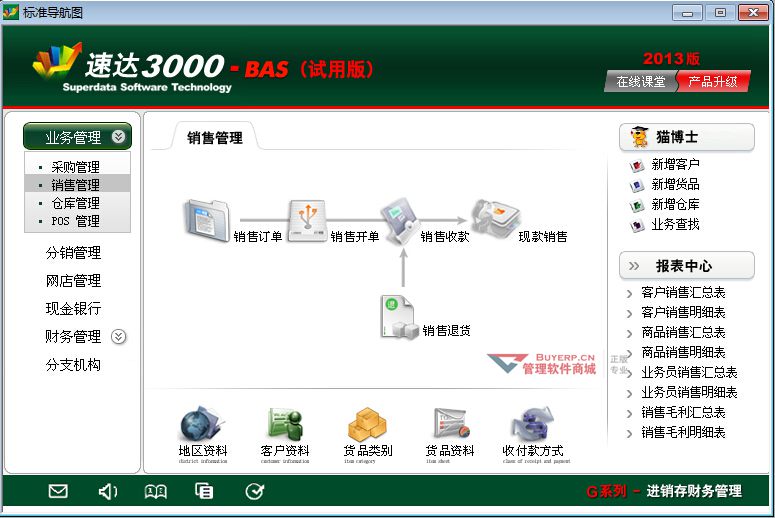 标准导航图
速达3000 - BAS（试用版）
Superdata Software Technology
2013版
在线课堂
产品升级
业务管理
采购管理
销售管理
仓库管理
POS 管理
分销管理
网店管理
现金银行
财务管理
分支机构
销售管理
销售订单
销售开单
销售收款
现款销售
退
销售退货
BUYERP.CN
管理软件商城
正版
专业
地区资料
district information
客户资料
customer information
货品类别
item category
货品资料
item sheet
收付款方式
class of receipt and payment
猫博士
新增客户
新增货品
新增仓库
业务查找
报表中心
客户销售汇总表
客户销售明细表
商品销售汇总表
商品销售明细表
业务员销售汇总表
业务员销售明细表
销售毛利汇总表
销售毛利明细表
G系列 - 进销存财务管理